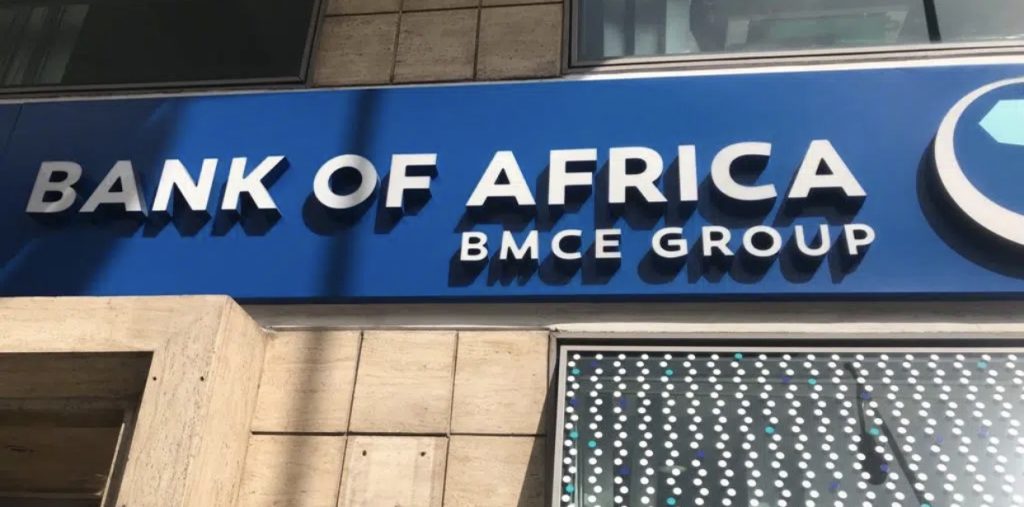 BANK OF AFRICA
BMCE GROUP